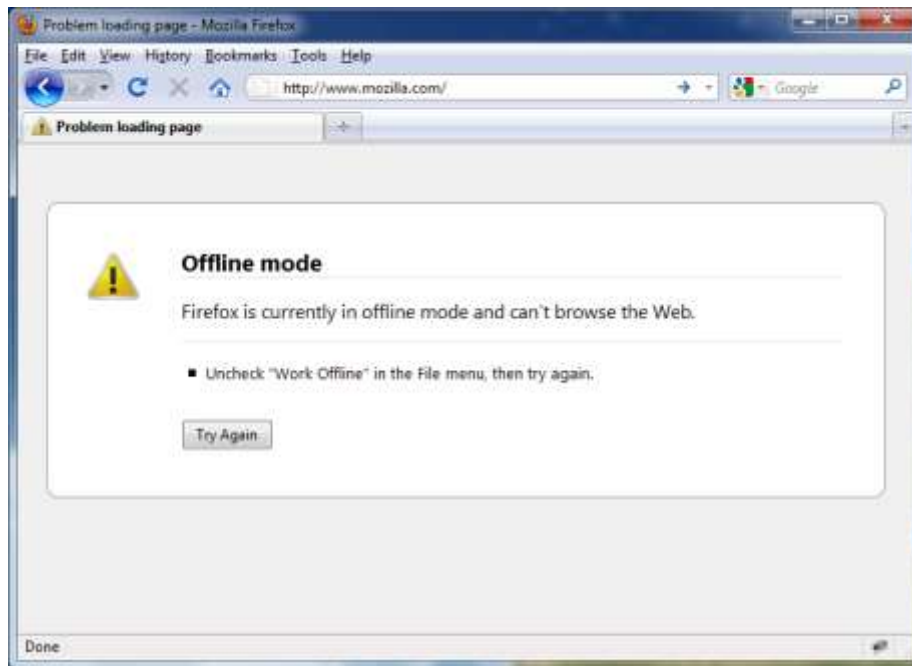 Problem loading page - Mozilla Firefox
File Edit View History Bookmarks Tools Help
http://www.mozilla.com/ Google
Problem loading page
Offline mode
Firefox is currently in offline mode and can't browse the Web.
Uncheck "Work Offline" in the File menu, then try again.
Try Again
Done